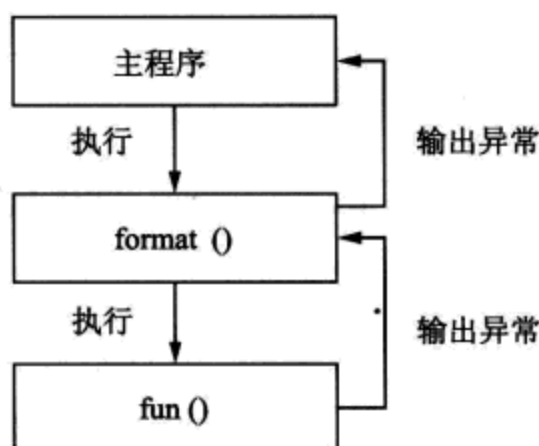 主程序
执行
输出异常
format ()
执行
输出异常
fun ()